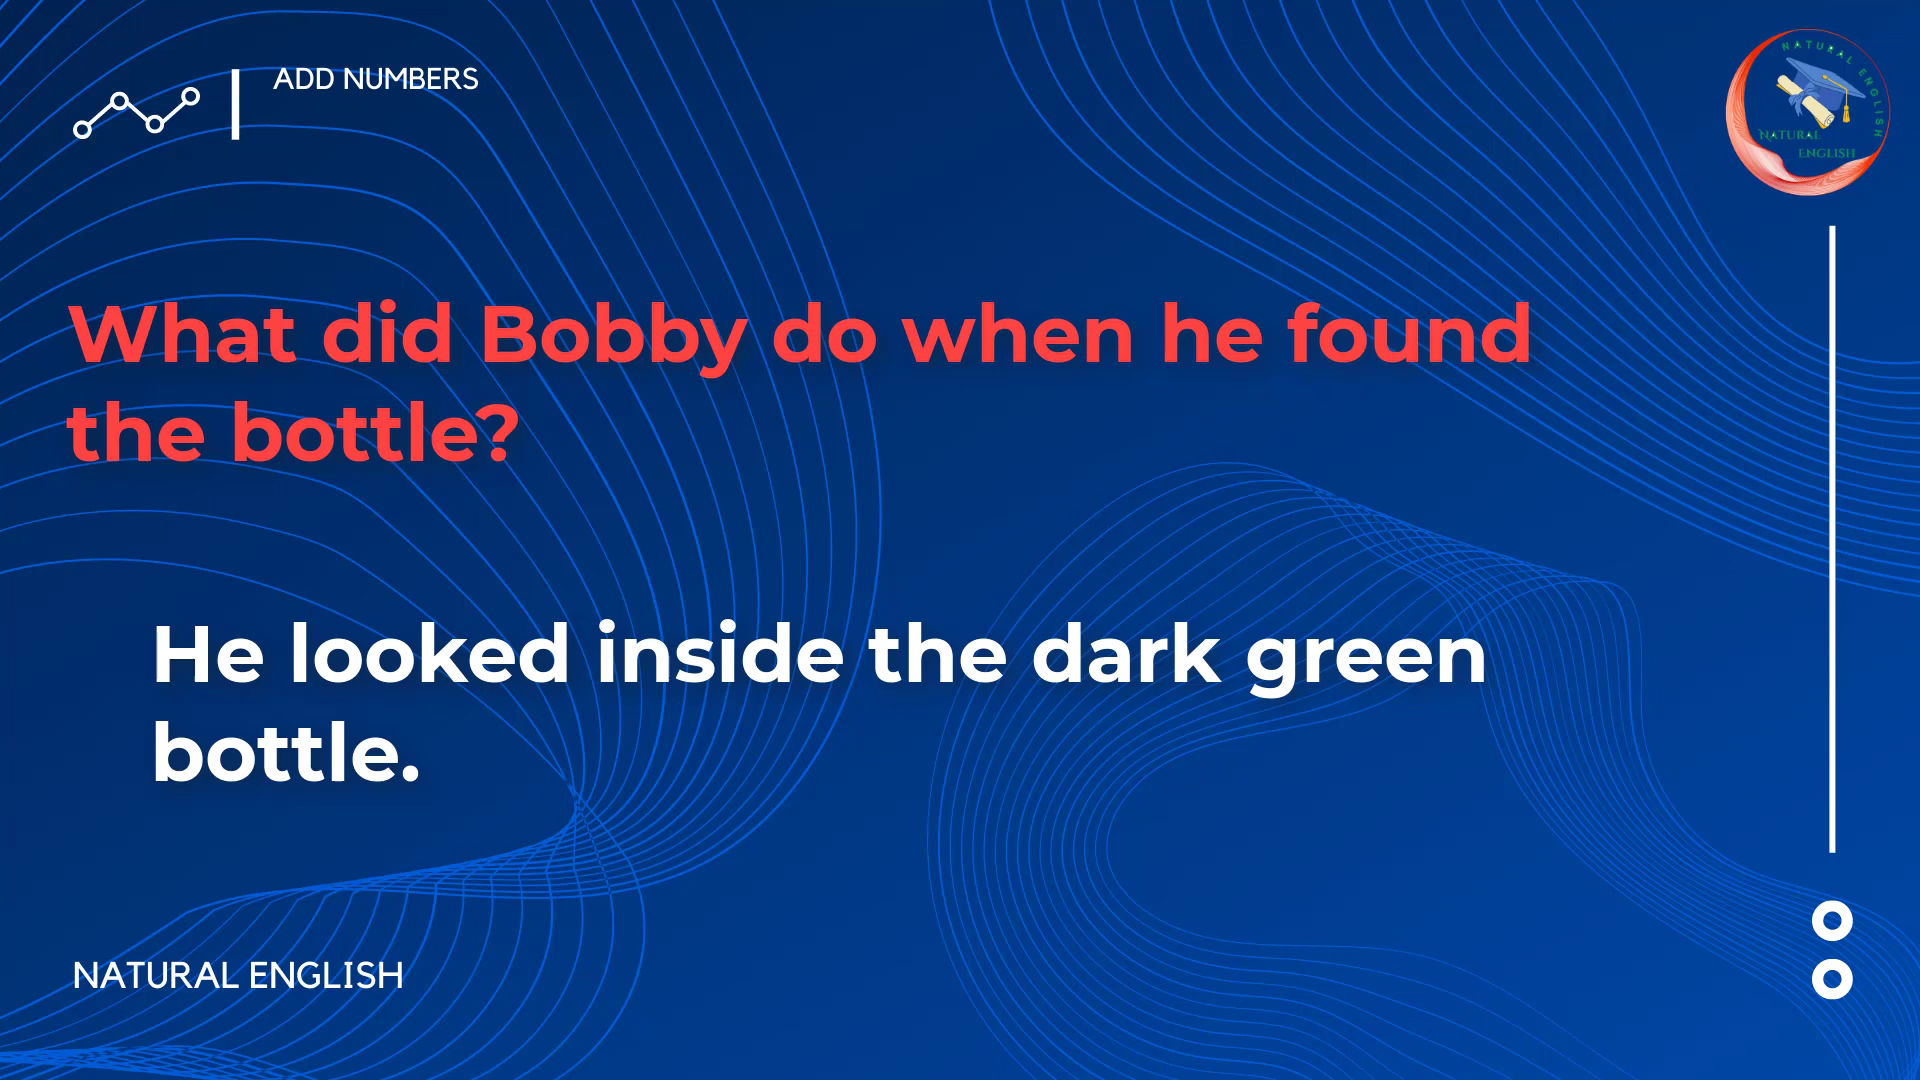 ADD NUMBERS
NATURAL ENGLISH
NATURAL
ENGLISH
What did Bobby do when he found
the bottle?
He looked inside the dark green
bottle.
NATURAL ENGLISH